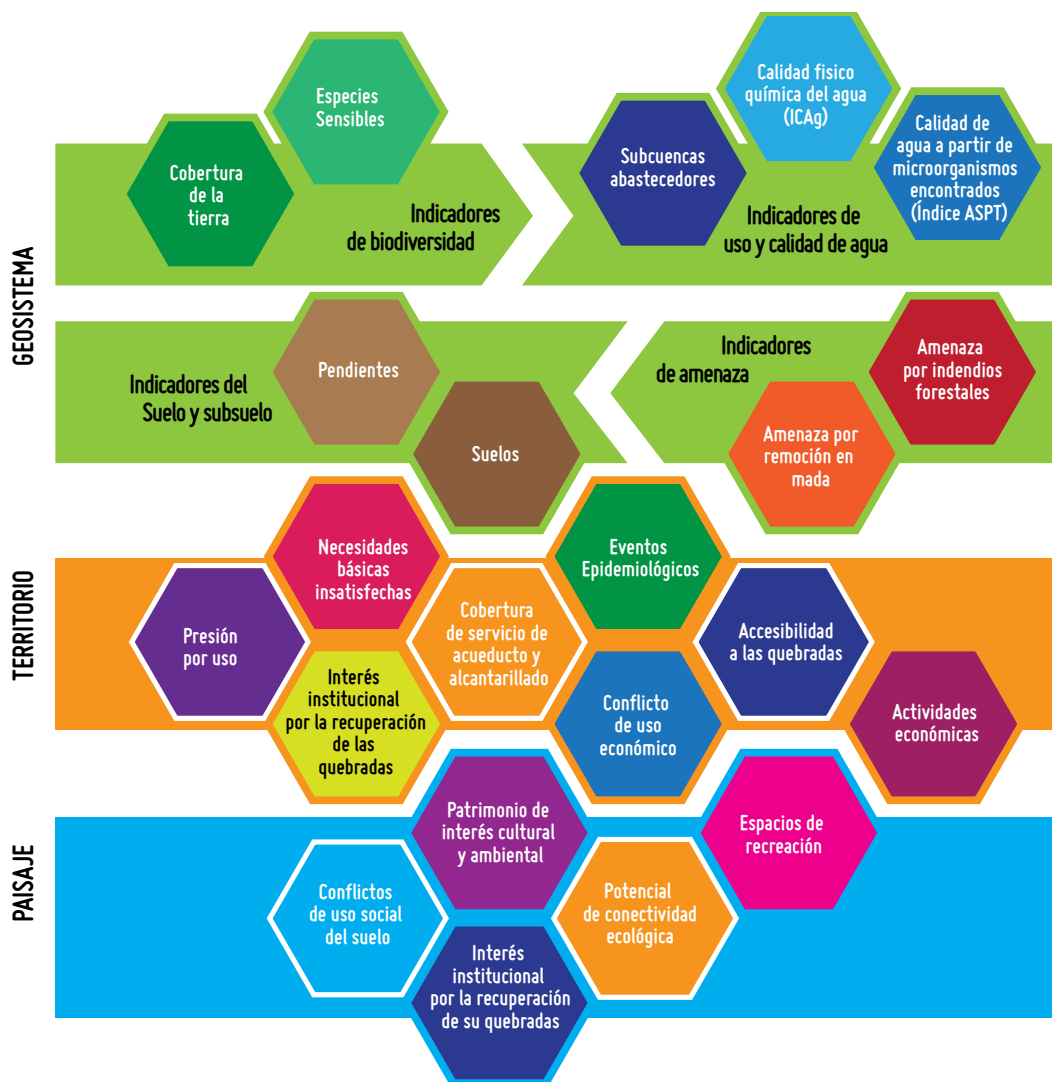 GEOSISTEMA
Cobertura
de la
tierra
Especies
Sensibles
Indicadores
de biodiversidad
Subcuencas
abastecedores
Calidad fisico
química del agua
(ICAg)
Calidad de
agua a partir de
microorganismos
encontrados
(Índice ASPT)
Indicadores de
uso y calidad de agua
Indicadores del
Suelo y subsuelo
Pendientes
Suelos
Indicadores
de amenaza
Amenaza por
remoción en
mada
Amenaza
por indendios
forestales
TERRITORIO
Presión
por uso
Necesidades
básicas
insatisfechas
Interés
institucional
por la recuperación
de las
quebradas
Cobertura
de servicio de
acueducto y
alcantarillado
Eventos
Epidemiológicos
Conflicto
de uso
económico
Accesibilidad
a las quebradas
Actividades
económicas
PAISAJE
Conflictos
de uso social
del suelo
Patrimonio de
interés cultural
y ambiental
Interés
institucional
por la recuperación
de su quebradas
Potencial
de conectividad
ecológica
Espacios de
recreación